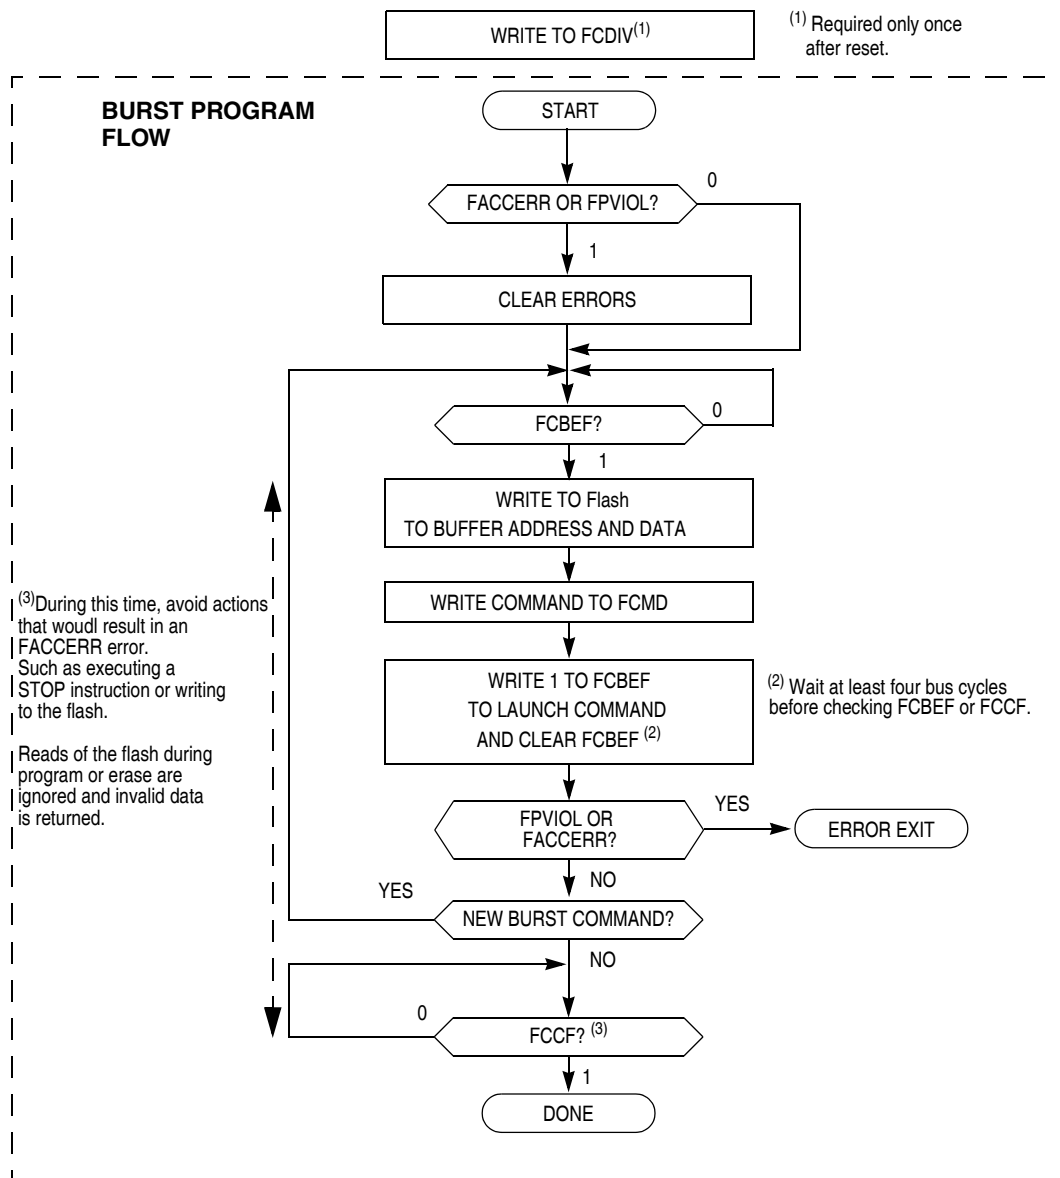 WRITE TO FCDIV(1)
(1) Required only once
after reset.
BURST PROGRAM
FLOW
START
0
FACCERR OR FPVIOL?
1
CLEAR ERRORS
FCBEF?
0
1
WRITE TO Flash
TO BUFFER ADDRESS AND DATA
WRITE COMMAND TO FCMD
(3)During this time, avoid actions
that woudl result in an
FACCERR error.
Such as executing a
STOP instruction or writing
to the flash.
Reads of the flash during
program or erase are
ignored and invalid data
is returned.
WRITE 1 TO FCBEF
TO LAUNCH COMMAND
AND CLEAR FCBEF (2)
(2) Wait at least four bus cycles
before checking FCBEF or FCCF.
FPVIOL OR
FACCERR?
YES
ERROR EXIT
NO
YES
NEW BURST COMMAND?
NO
0
FCCF? (3)
1
DONE